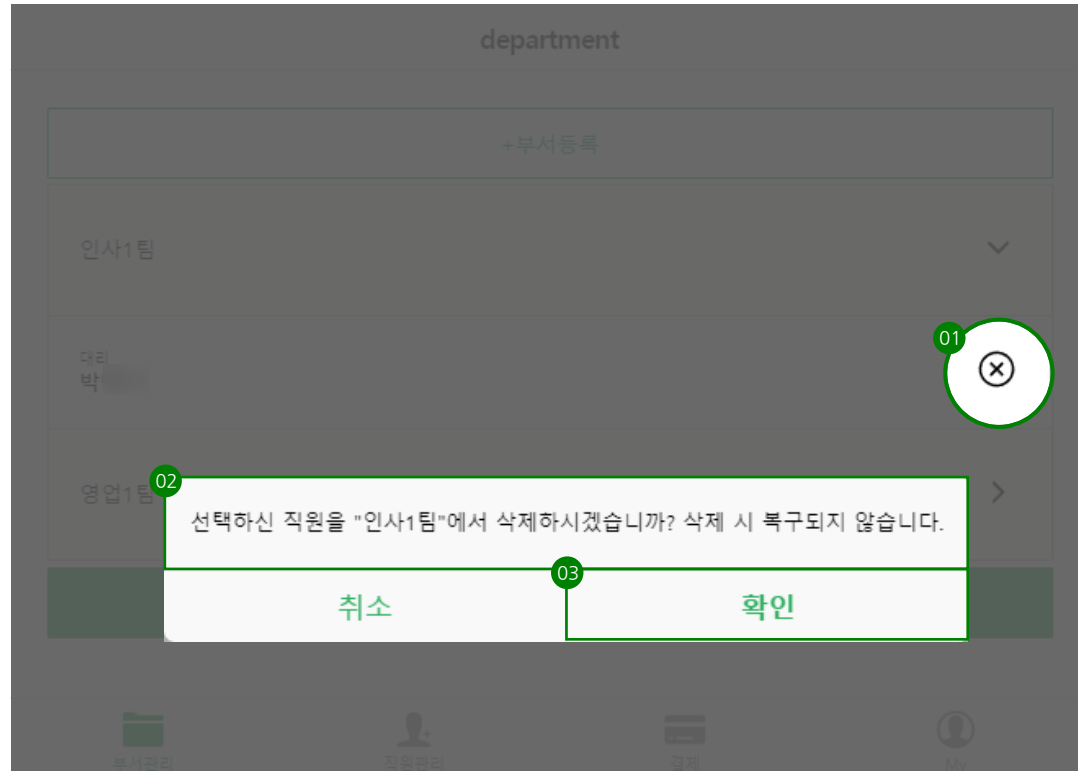 department
+부서등록
인사1팀
01
대리
박
02
영업1팀
선택하신 직원을 "인사1팀"에서 삭제하시겠습니까? 삭제 시 복구되지 않습니다.
03
취소
확인
부서관리
직원관리
결제
My